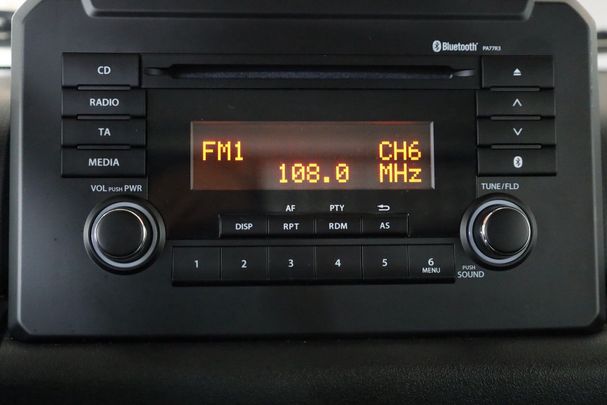 Bluetooth PA77R3
CD
RADIO
TA
MEDIA
FM1 CH6
108.0 MHz
VOL PUSH PWR
TUNE/FLD
AF PTY
DISP RPT RDM AS
1 2 3 4 5 6
MENU
PUSH
SOUND